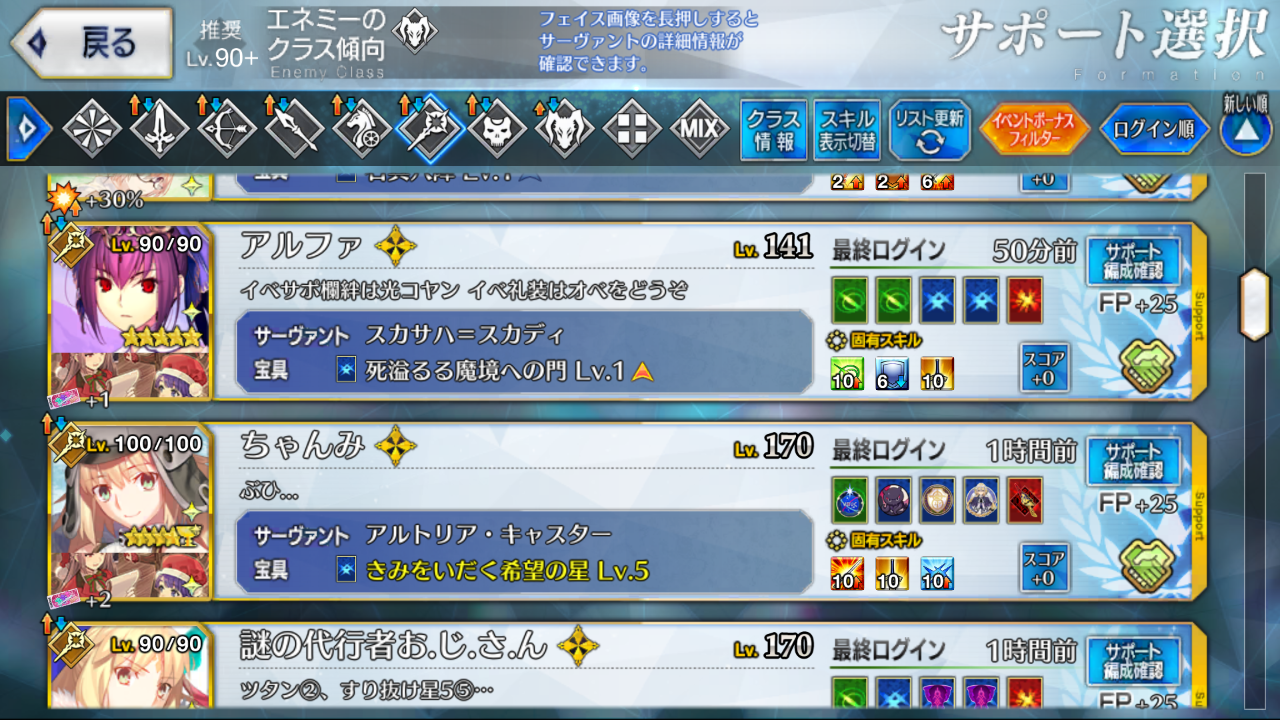 戻る
推奨
Lv.90+
エネミーの
クラス傾向
Enemy Class
フェイス画像を長押しすると
サーヴァントの詳細情報が
確認できます。
サポート選択
Formation
MIX
クラス
情報
スキル
表示切替
リスト更新
イベントボーナス
フィルター
ログイン順
新しい順
+30%
2 2 6
+0
Lv.90/90
アルファ
Lv.141
最終ログイン 50分前
サポート
編成確認
イベサポ欄絆は光コヤン イベ礼装はオベをどうぞ
FP+25
Support
サーヴァント スカサハ=スカディ
固有スキル
宝具 死溢るる魔境への門 Lv.1
10 6 10
スコア
+0
+1
Lv.100/100
ちゃんみ
Lv.170
最終ログイン 1時間前
サポート
編成確認
ぶひ...
FP+25
Support
サーヴァント アルトリア・キャスター
固有スキル
宝具 きみをいだく希望の星 Lv.5
10 10 10
スコア
+0
+2
Lv.90/90
謎の代行者お.じ.さ.ん
Lv.170
最終ログイン 1時間前
サポート
編成確認
ツタン②、すり抜け星5⑤…
FP+25